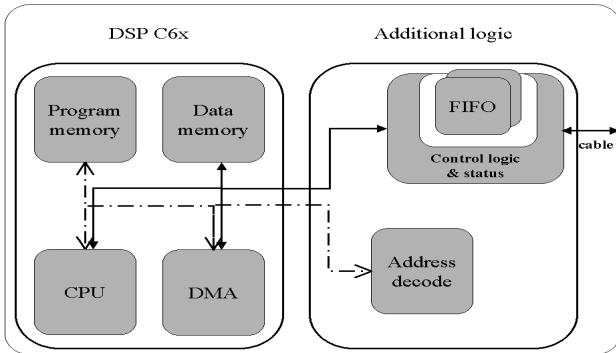 DSP C6x
Additional logic
Program
memory
Data
memory
FIFO
Control logic
& status
cable
CPU
DMA
Address
decode